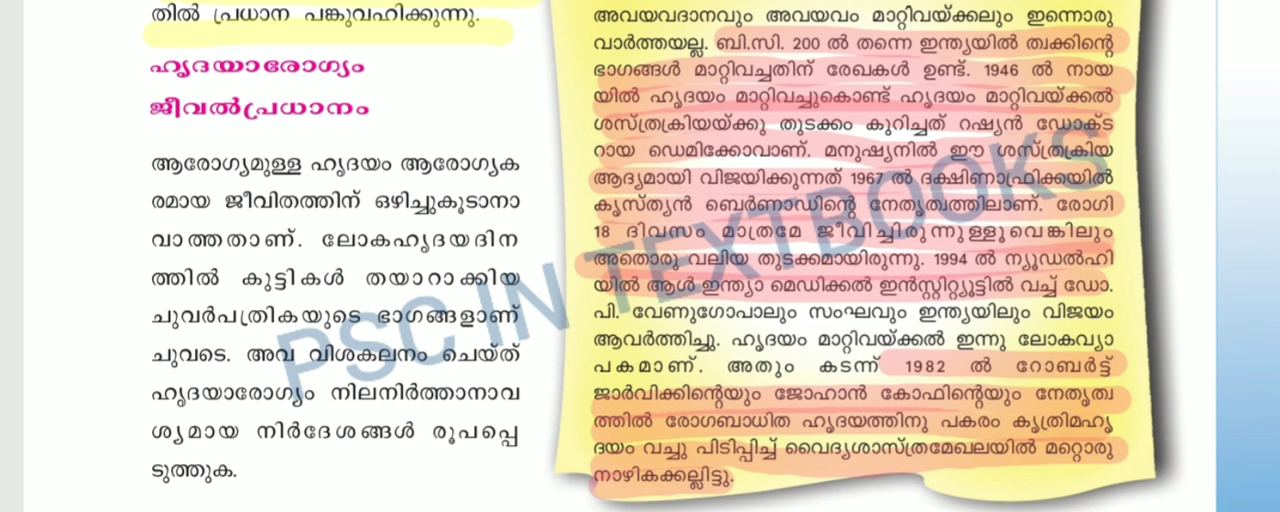 തിൽ പ്രധാന പങ്കുവഹിക്കുന്നു.
ഹൃദയാരോഗ്യം
ജീവൽപ്രധാനം
ആരോഗ്യമുള്ള ഹൃദയം ആരോഗ്യക
രമായ ജീവിതത്തിന് ഒഴിച്ചുകൂടാനാ
വാത്തതാണ്. ലോകഹൃദയദിന
ത്തിൽ കുട്ടികൾ തയാറാക്കിയ
ചുവർപത്രികയുടെ ഭാഗങ്ങളാണ്
ചുവടെ. അവ വിശകലനം ചെയ്ത്
ഹൃദയാരോഗ്യം നിലനിർത്താനാവ
ശ്യമായ നിർദേശങ്ങൾ രൂപപ്പെ
ടുത്തുക.
അവയവദാനവും അവയവം മാറ്റിവയ്ക്കലും ഇന്നൊരു
വാർത്തയല്ല. ബി.സി. 200 ൽ തന്നെ ഇന്ത്യയിൽ ത്വക്കിന്റെ
ഭാഗങ്ങൾ മാറ്റിവച്ചതിന് രേഖകൾ ഉണ്ട്. 1946 ൽ നായ
യിൽ ഹൃദയം മാറ്റിവച്ചുകൊണ്ട് ഹൃദയം മാറ്റിവയ്ക്കൽ
ശസ്ത്രക്രിയയ്ക്കു തുടക്കം കുറിച്ചത് റഷ്യൻ ഡോക്ട
റായ ഡെമിക്കോവാണ്. മനുഷ്യനിൽ ഈ ശസ്ത്രക്രിയ
ആദ്യമായി വിജയിക്കുന്നത് 1967 ൽ ദക്ഷിണാഫ്രിക്കയിൽ
കൃസ്ത്യൻ ബെർണാഡിന്റെ നേതൃത്വത്തിലാണ്. രോഗി
18 ദിവസം മാത്രമേ ജീവിച്ചിരുന്നുള്ളൂവെങ്കിലും
അതൊരു വലിയ തുടക്കമായിരുന്നു. 1994 ൽ ന്യൂഡൽഹി
യിൽ ആൾ ഇന്ത്യാ മെഡിക്കൽ ഇൻസ്റ്റിറ്റ്യൂട്ടിൽ വച്ച് ഡോ.
പി. വേണുഗോപാലും സംഘവും ഇന്ത്യയിലും വിജയം
ആവർത്തിച്ചു. ഹൃദയം മാറ്റിവയ്ക്കൽ ഇന്നു ലോകവ്യാ
പകമാണ്. അതും കടന്ന് 1982 ൽ റോബർട്ട്
ജാർവിക്കിന്റെയും ജോഹാൻ കോഫിന്റെയും നേതൃത്വ
ത്തിൽ രോഗബാധിത ഹൃദയത്തിനു പകരം കൃത്രിമഹൃ
ദയം വച്ചു പിടിപ്പിച്ച് വൈദ്യശാസ്ത്രമേഖലയിൽ മറ്റൊരു
നാഴികക്കല്ലിട്ടു.
PSC IN TEXTBOOKS